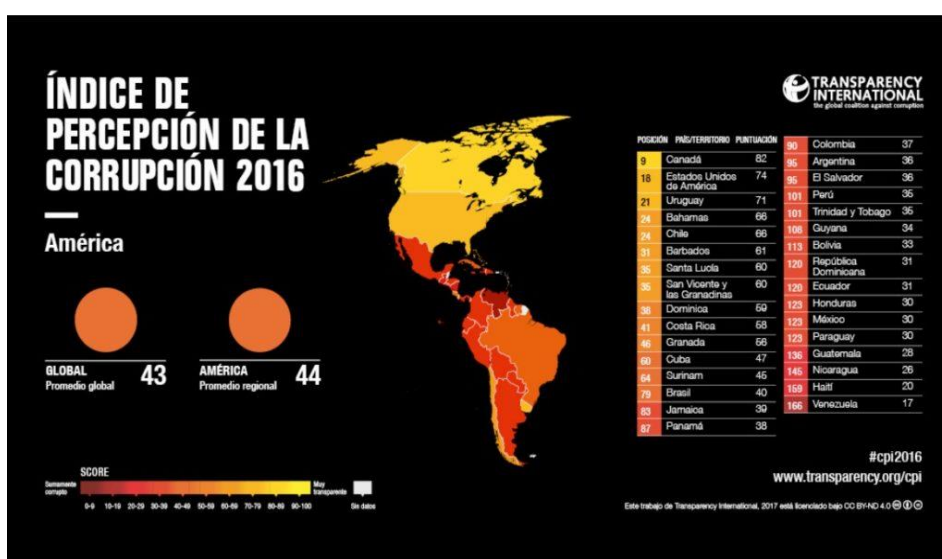 ÍNDICE DE
PERCEPCIÓN DE LA
CORRUPCIÓN 2016
América
GLOBAL
Promedio global
43
AMÉRICA
Promedio regional
44
SCORE
Sumamente
corrupto
Muy
transparente
0-9 10-19 20-29 30-39 40-49 50-59 60-69 70-79 80-89 90-100
Sin datos
TRANSPARENCY
INTERNATIONAL
the global coalition against corruption
POSICIÓN PAÍS/TERRITORIO PUNTUACIÓN
9 Canadá 82
18 Estados Unidos
de América 74
21 Uruguay 71
24 Bahamas 66
24 Chile 66
31 Barbados 61
35 Santa Lucía 60
35 San Vicente y
las Granadinas 60
38 Dominica 59
41 Costa Rica 58
46 Granada 56
60 Cuba 47
64 Surinam 45
79 Brasil 40
83 Jamaica 39
87 Panamá 38
90 Colombia 37
95 Argentina 36
95 El Salvador 36
101 Perú 35
101 Trinidad y Tobago 35
108 Guyana 34
113 Bolivia 33
120 República
Dominicana 31
120 Ecuador 31
123 Honduras 30
123 México 30
123 Paraguay 30
136 Guatemala 28
145 Nicaragua 26
159 Haití 20
166 Venezuela 17
#cpi2016
www.transparency.org/cpi
Este trabajo de Transparency International, 2017 está licenciado bajo CC BY-ND 4.0